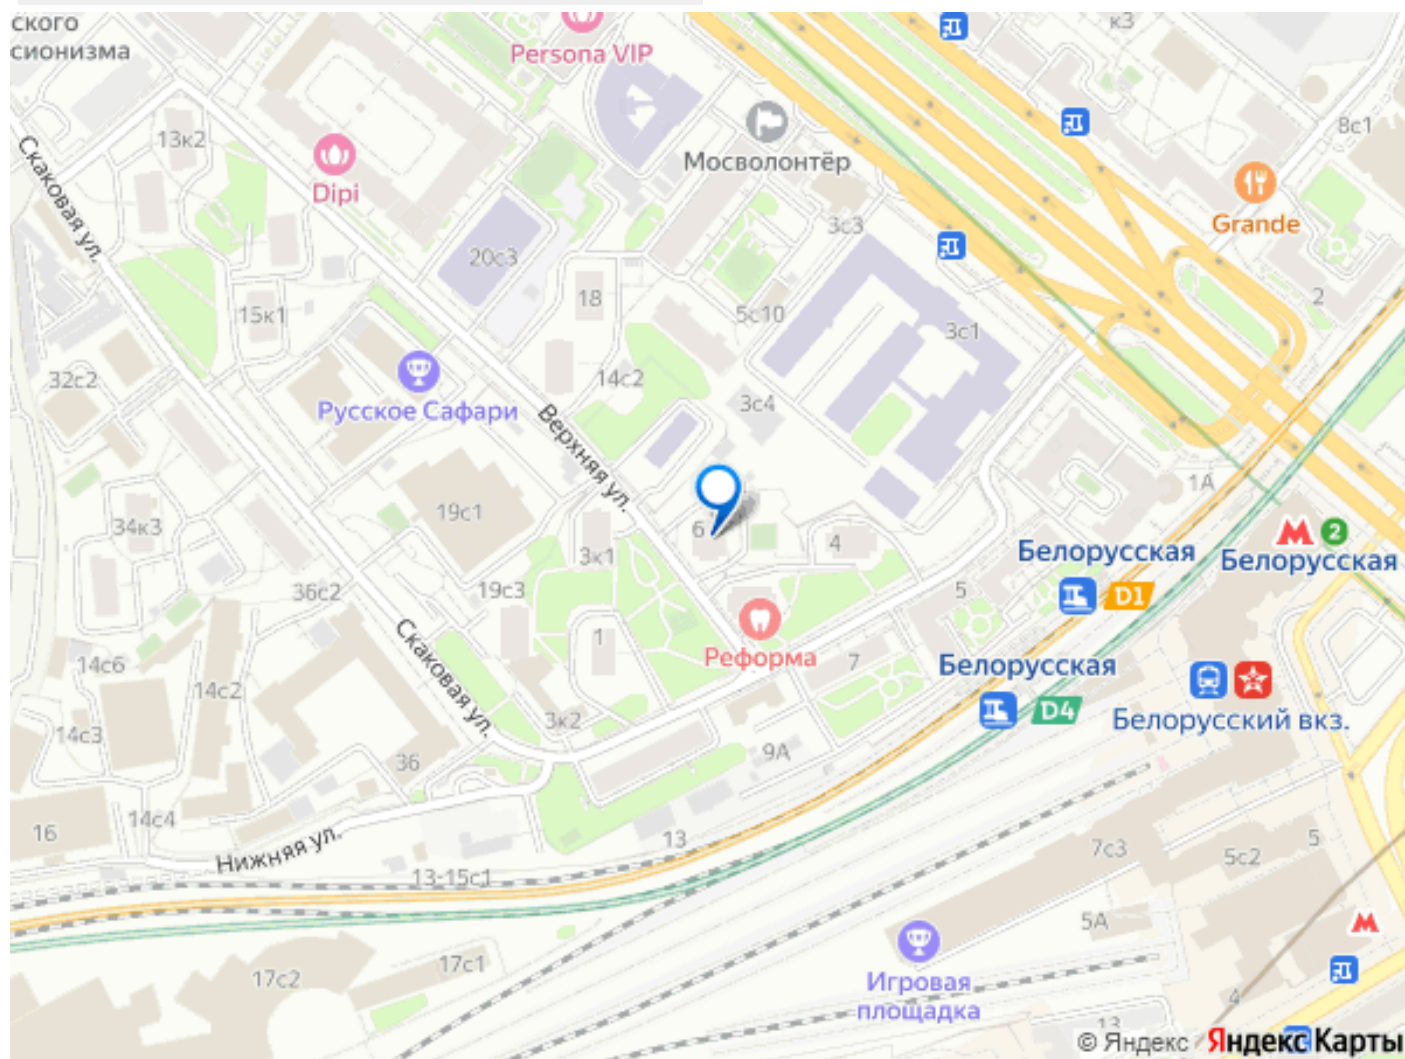 ского
сионизма
Persona VIP
к3
13к2
Мосволонтёр
8с1
Скаковая ул.
Dipi
Grande
3с3
20с3
18
2
15к1
5с10
3с1
32с2
14с2
Русское Сафари
3с4
Верхняя ул.
1А
19с1
34к3
6
4
Белорусская
2
Белорусская
3к1
36с2
19с3
5
D1
1
Реформа
7
Белорусская
14с6
Скаковая ул.
14с2
D4
Белорусский вкз.
14с3
3к2
9А
36
16
14с4
Нижняя ул.
13
7с3
5с2
5
13-15с1
5А
17с2
17с1
Игровая
площадка
4
13
© Яндекс Яндекс Карты